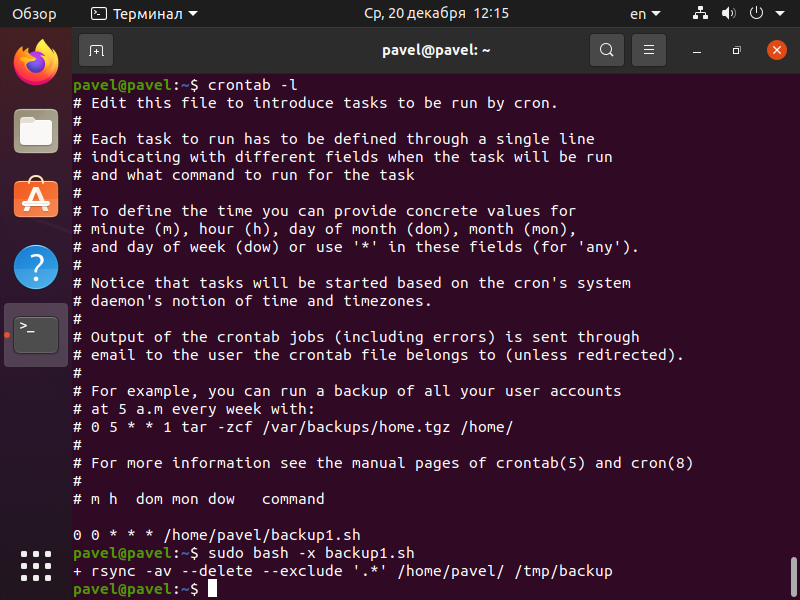 Обзор
Терминал
Ср, 20 декабря 12:15
en
pavel@pavel: ~
pavel@pavel:~$ crontab -l
# Edit this file to introduce tasks to be run by cron.
#
# Each task to run has to be defined through a single line
# indicating with different fields when the task will be run
# and what command to run for the task
#
# To define the time you can provide concrete values for
# minute (m), hour (h), day of month (dom), month (mon),
# and day of week (dow) or use '*' in these fields (for 'any').
#
# Notice that tasks will be started based on the cron's system
# daemon's notion of time and timezones.
#
# Output of the crontab jobs (including errors) is sent through
# email to the user the crontab file belongs to (unless redirected).
#
# For example, you can run a backup of all your user accounts
# at 5 a.m every week with:
# 0 5 * * 1 tar -zcf /var/backups/home.tgz /home/
#
# For more information see the manual pages of crontab(5) and cron(8)
#
# m h  dom mon dow   command
0 0 * * * /home/pavel/backup1.sh
pavel@pavel:~$ sudo bash -x backup1.sh
+ rsync -av --delete --exclude '.*' /home/pavel/ /tmp/backup
pavel@pavel:~$